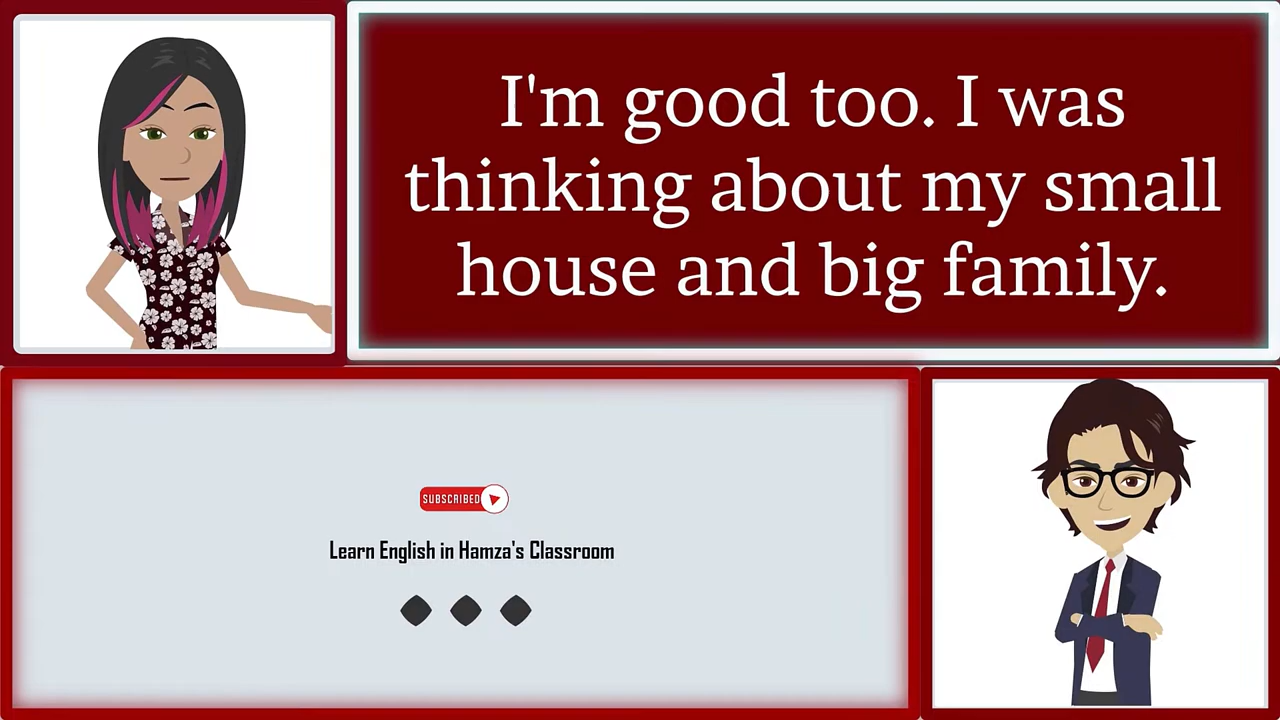 I'm good too. I was
thinking about my small
house and big family.
SUBSCRIBED
Learn English in Hamza's Classroom